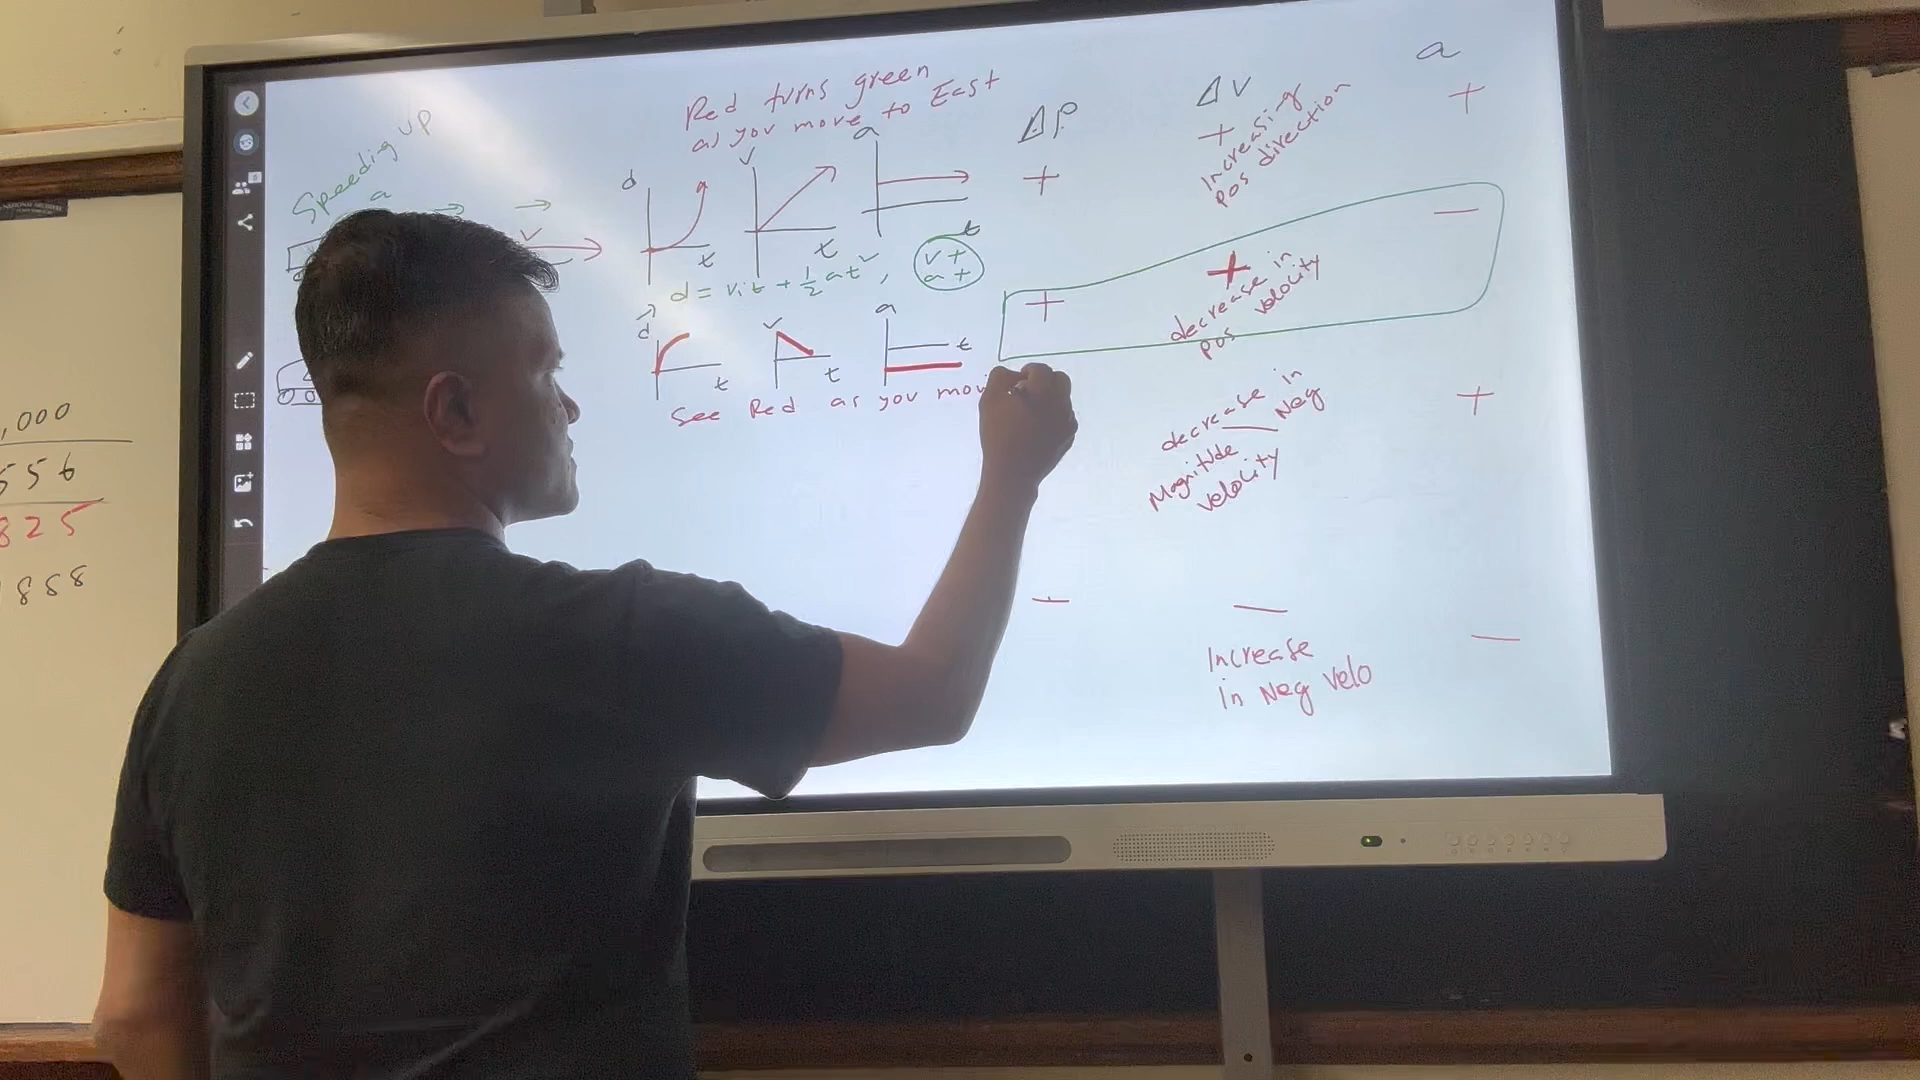 Speeding up
a
v
Red turns green
as you move to East
d
t
v
t
a
t
d = vit + 1/2 at²,
v +
a +
d
t
v
t
a
t
See Red as you mov
ΔP
+
+
—
Δv
+
Increasing
pos direction
+
decrease in
pos velocity
decrease in
— Neg
Magnitude
velocity
—
Increase
in Neg Velo
a
+
—
+
—
,000
556
825
888